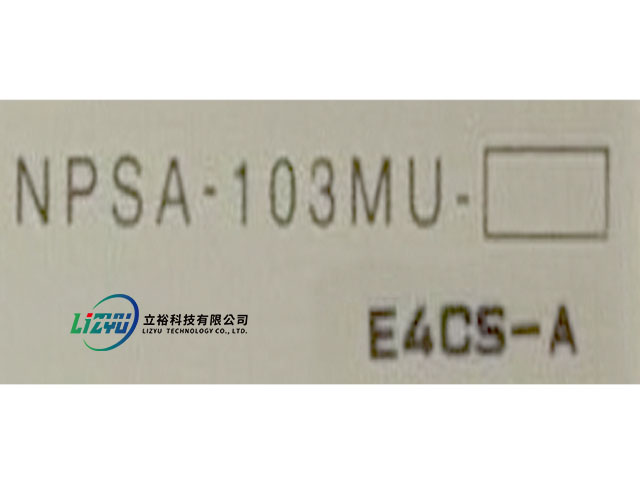 NPSA-103MU-
LiZYU
立裕科技有限公司
LIZYU TECHNOLOGY CO., LTD.
E4CS-A